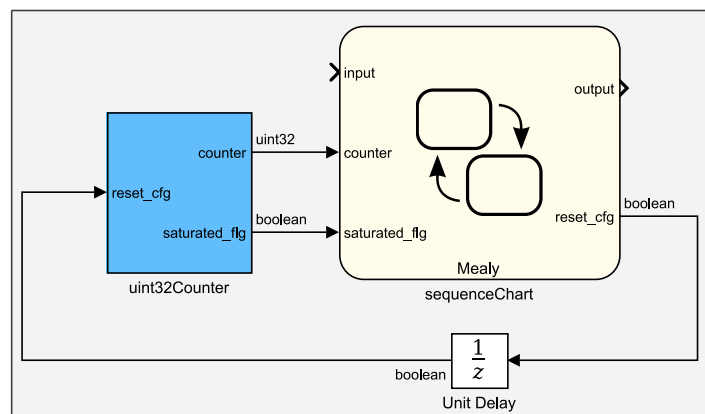 input
output
uint32
counter
counter
reset_cfg
boolean
boolean
saturated_flg
saturated_flg
reset_cfg
Mealy
uint32Counter
sequenceChart
1
z
boolean
Unit Delay